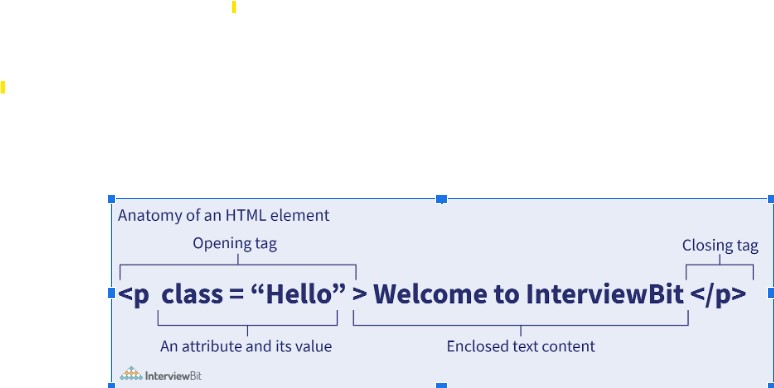 Anatomy of an HTML element
Opening tag
Closing tag
<p class = “Hello” > Welcome to InterviewBit </p>
An attribute and its value
Enclosed text content
InterviewBit